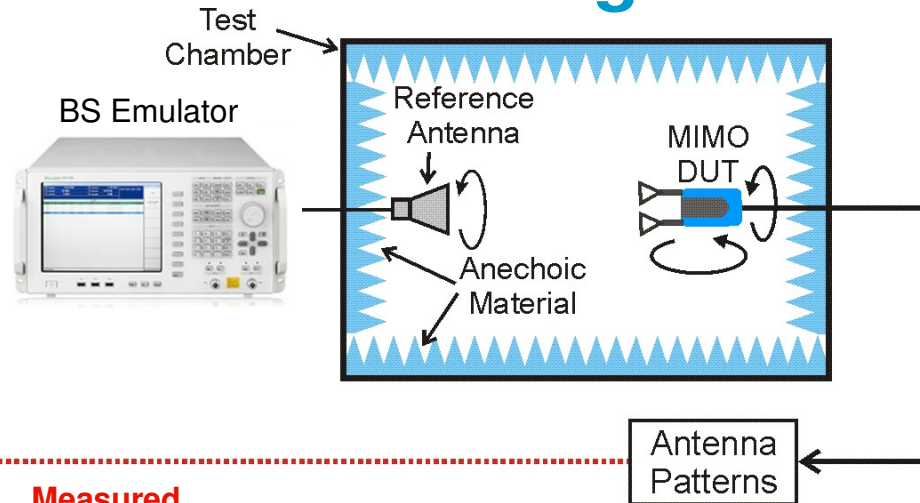 g
Test
Chamber
BS Emulator
Reference
Antenna
MIMO
DUT
Anechoic
Material
Antenna
Patterns
Measured